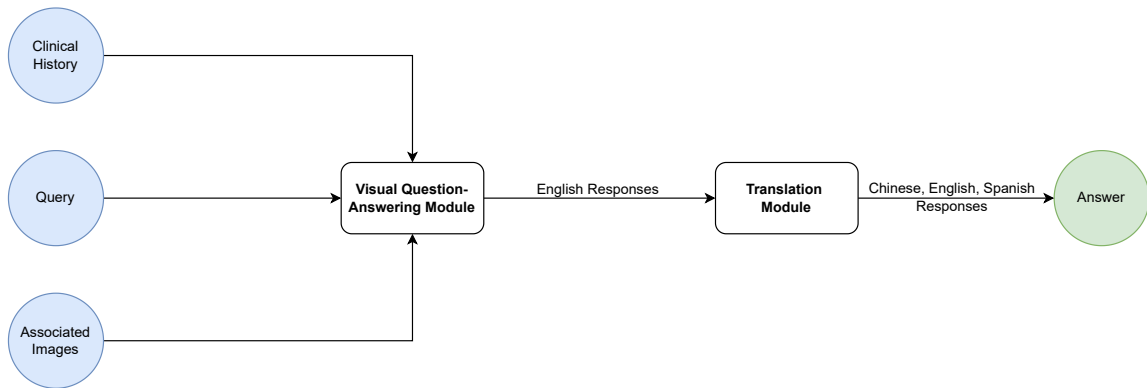 Clinical
History
Query
Associated
Images
Visual Question-
Answering Module
English Responses
Translation
Module
Chinese, English, Spanish
Responses
Answer